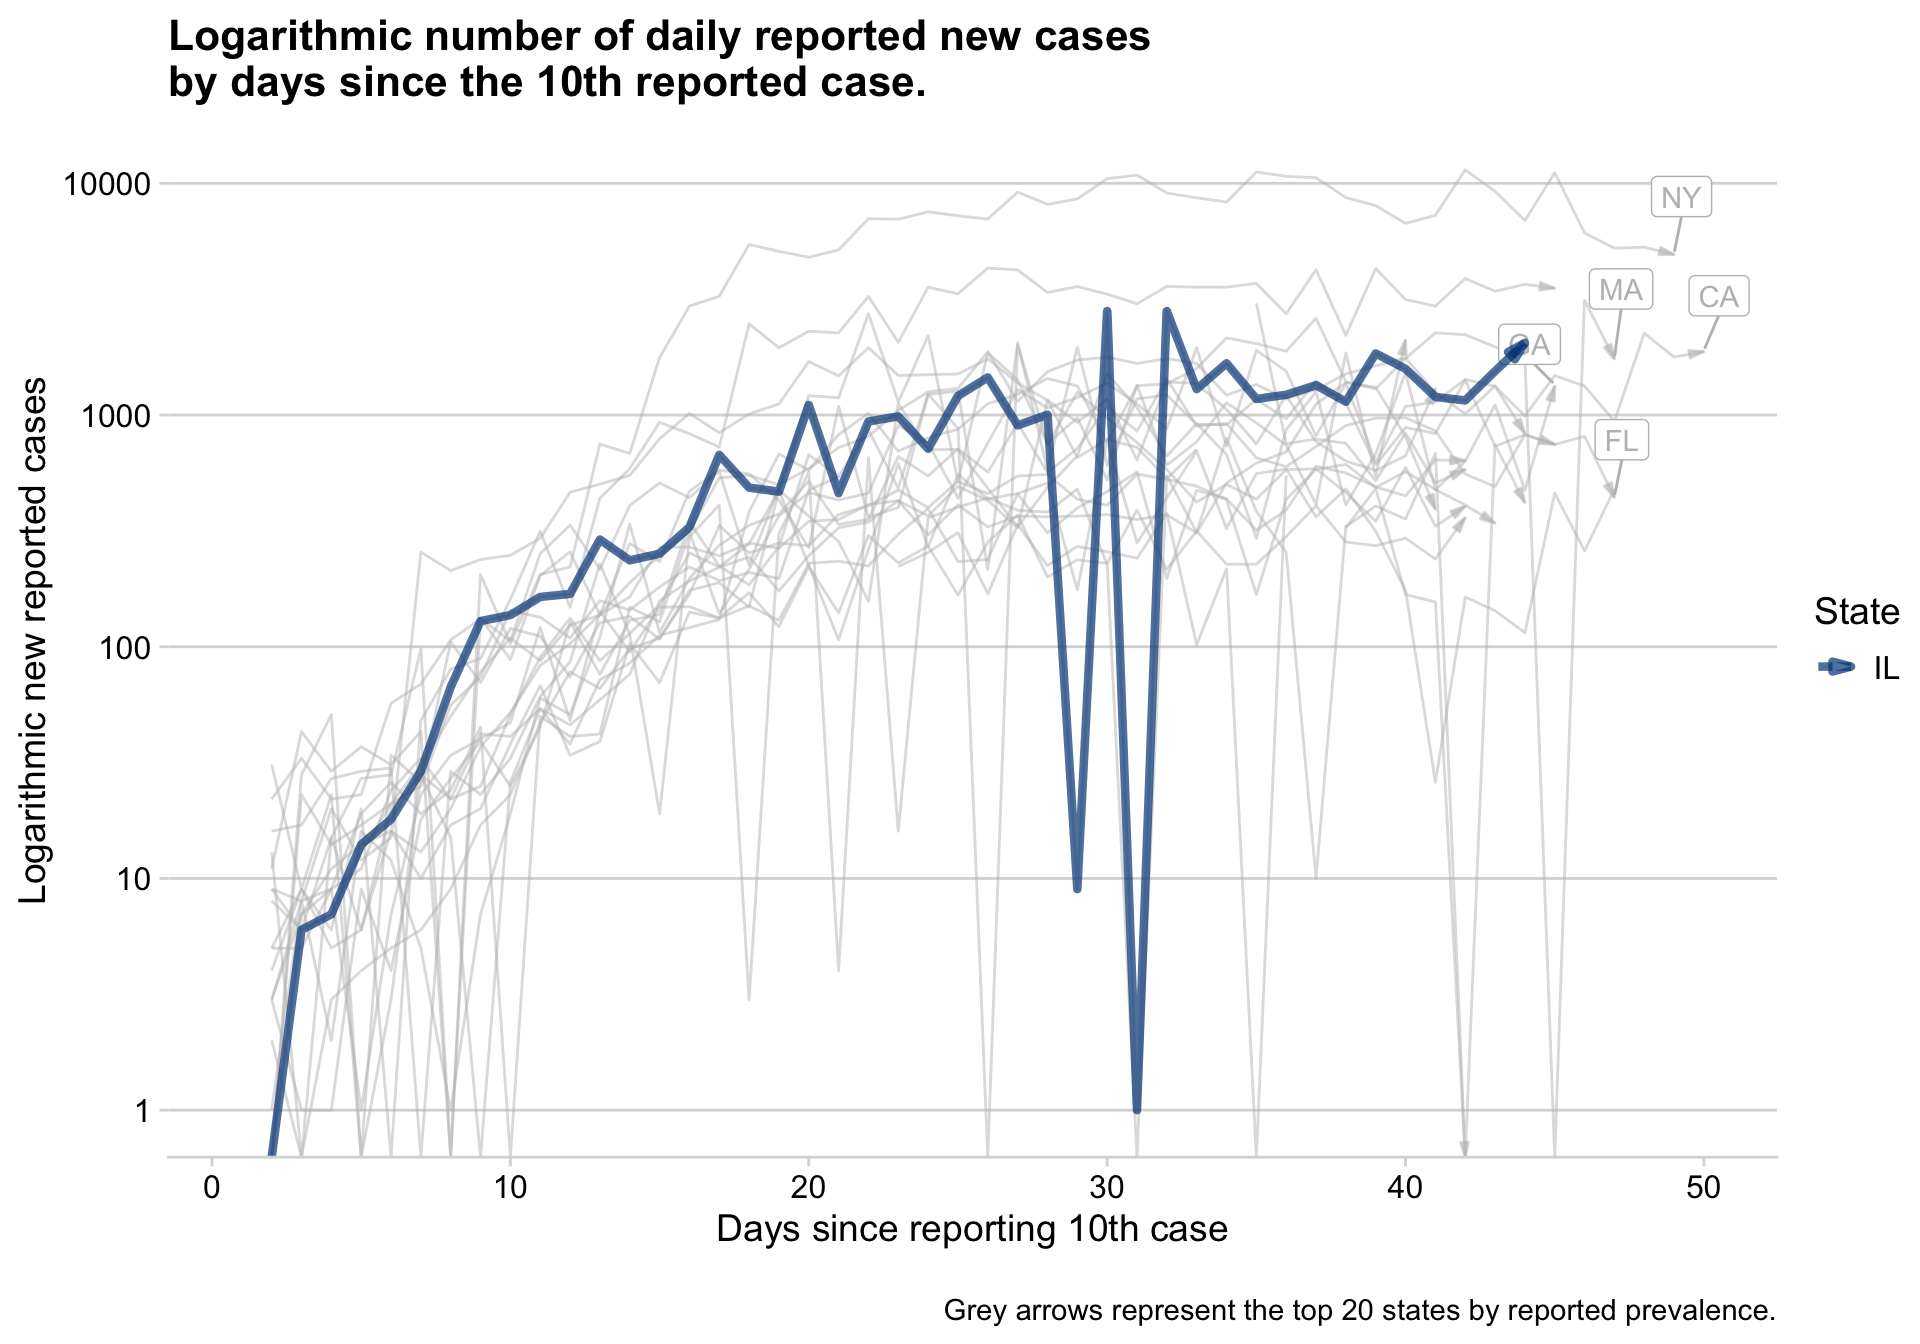 Logarithmic number of daily reported new cases
by days since the 10th reported case.
Logarithmic new reported cases
10000
1000
100
10
1
NY
MA
CA
GA
FL
State
IL
0
10
20
30
40
50
Days since reporting 10th case
Grey arrows represent the top 20 states by reported prevalence.